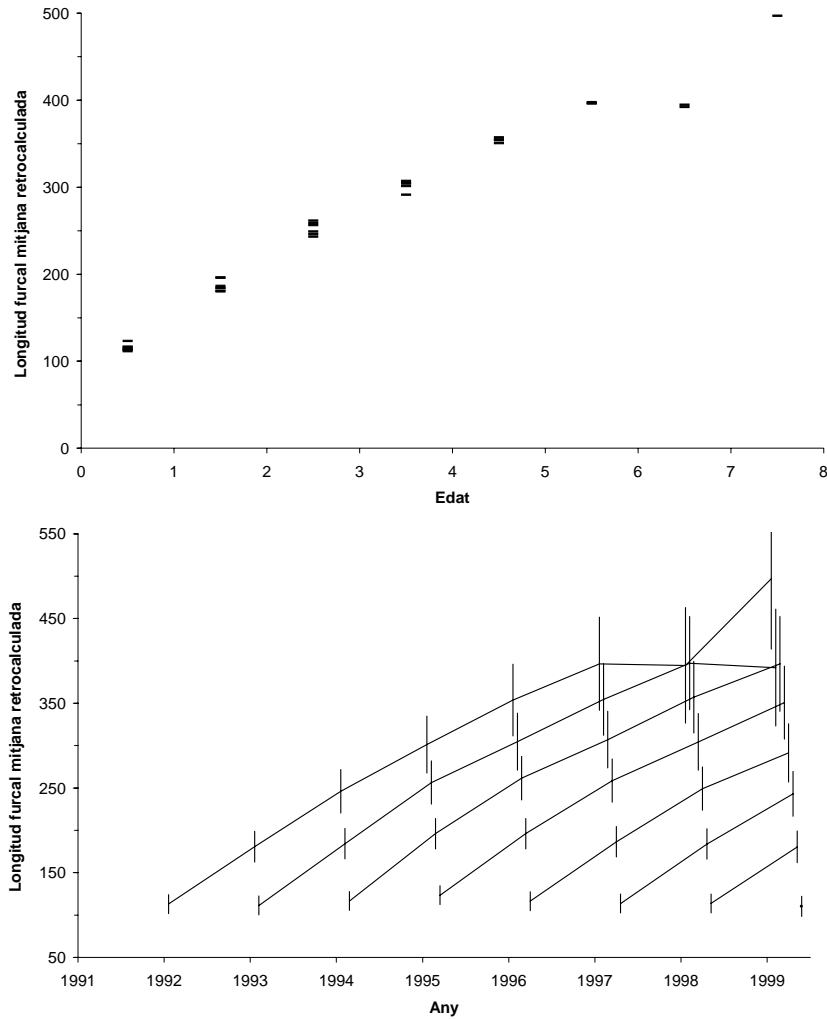 500
400
300
200
100
0
Longitud furcal mitjana retrocalculada
0 1 2 3 4 5 6 7 8
Edat
550
450
350
250
150
50
Longitud furcal mitjana retrocalculada
1991 1992 1993 1994 1995 1996 1997 1998 1999
Any